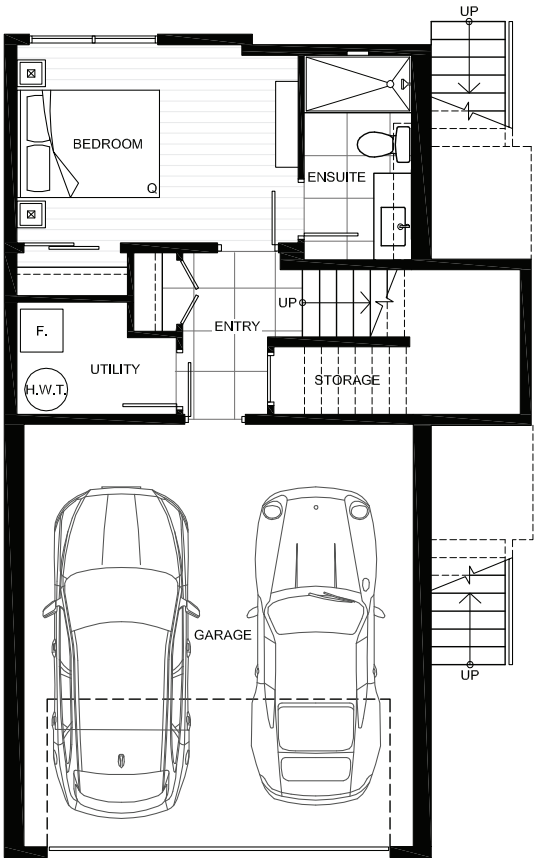 UP
BEDROOM
ENSUITE
Q
UP
ENTRY
F.
UTILITY
STORAGE
H.W.T.
GARAGE
UP